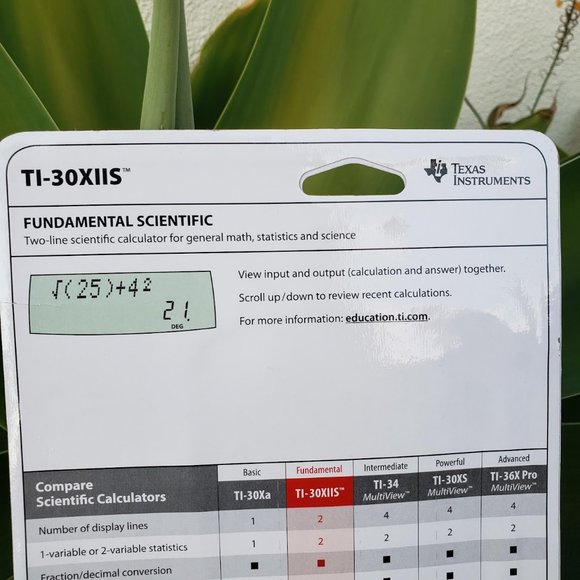 TI-30XIIS™
TEXAS INSTRUMENTS
FUNDAMENTAL SCIENTIFIC
Two-line scientific calculator for general math, statistics and science
√(25)+4²
21.
DEG
View input and output (calculation and answer) together.
Scroll up/down to review recent calculations.
For more information: education.ti.com.
Compare Scientific Calculators
Basic Fundamental Intermediate Powerful Advanced
TI-30Xa TI-30XIIS™ TI-34 MultiView™ TI-30XS MultiView™ TI-36X Pro MultiView™
Number of display lines 1 2 4 4 4
1-variable or 2-variable statistics 1 2 2 2 2
Fraction/decimal conversion ■ ■ ■ ■ ■